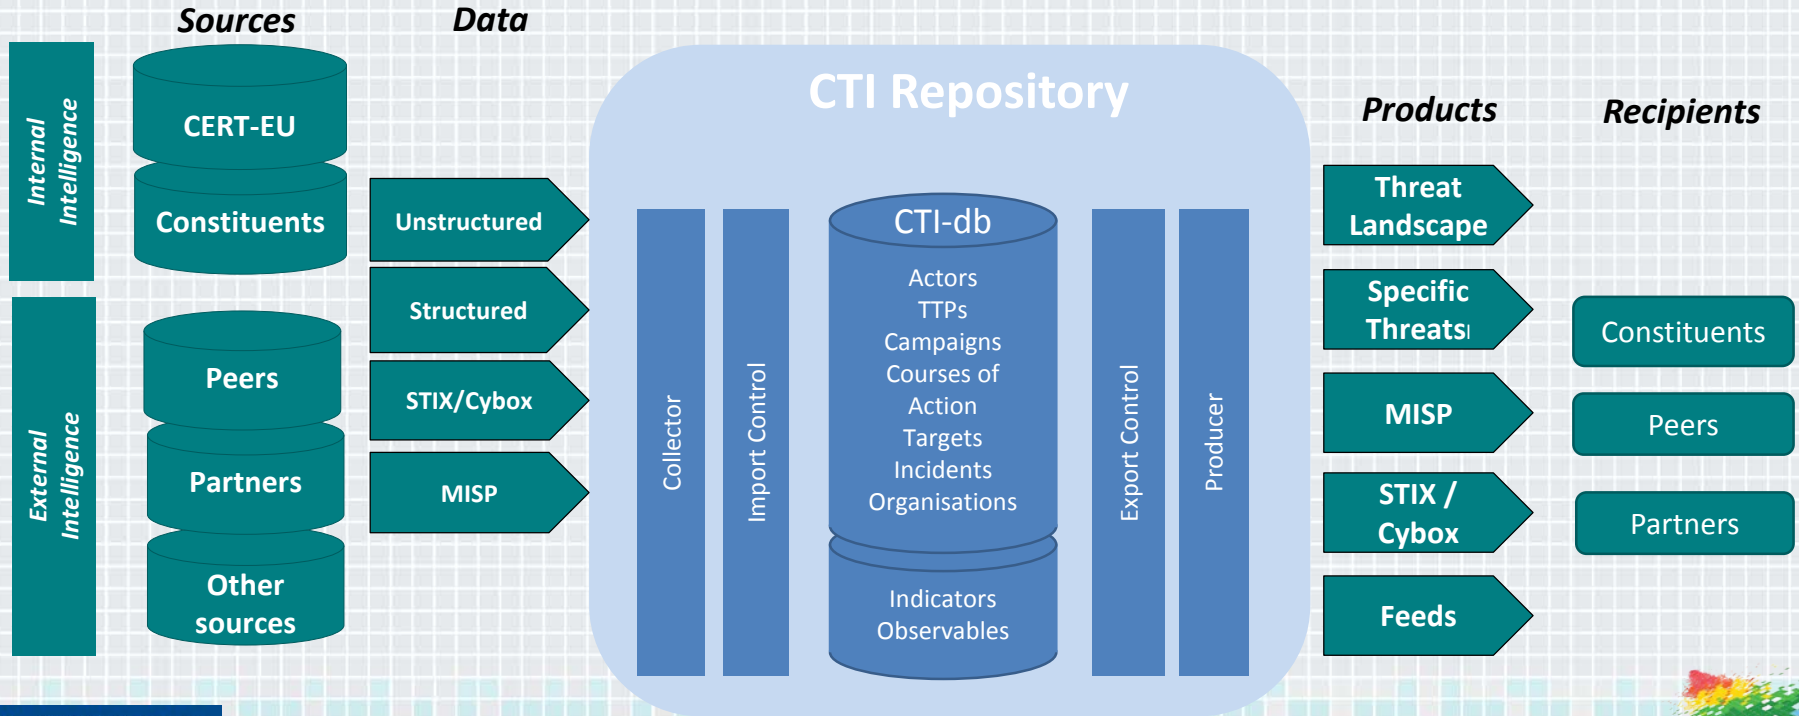 Sources
Data
Internal
Intelligence
CERT-EU
Constituents
External
Intelligence
Peers
Partners
Other
sources
Unstructured
Structured
STIX/Cybox
MISP
CTI Repository
Collector
Import Control
CTI-db
Actors
TTPs
Campaigns
Courses of
Action
Targets
Incidents
Organisations
Indicators
Observables
Export Control
Producer
Products
Threat
Landscape
Specific
Threats
MISP
STIX /
Cybox
Feeds
Recipients
Constituents
Peers
Partners